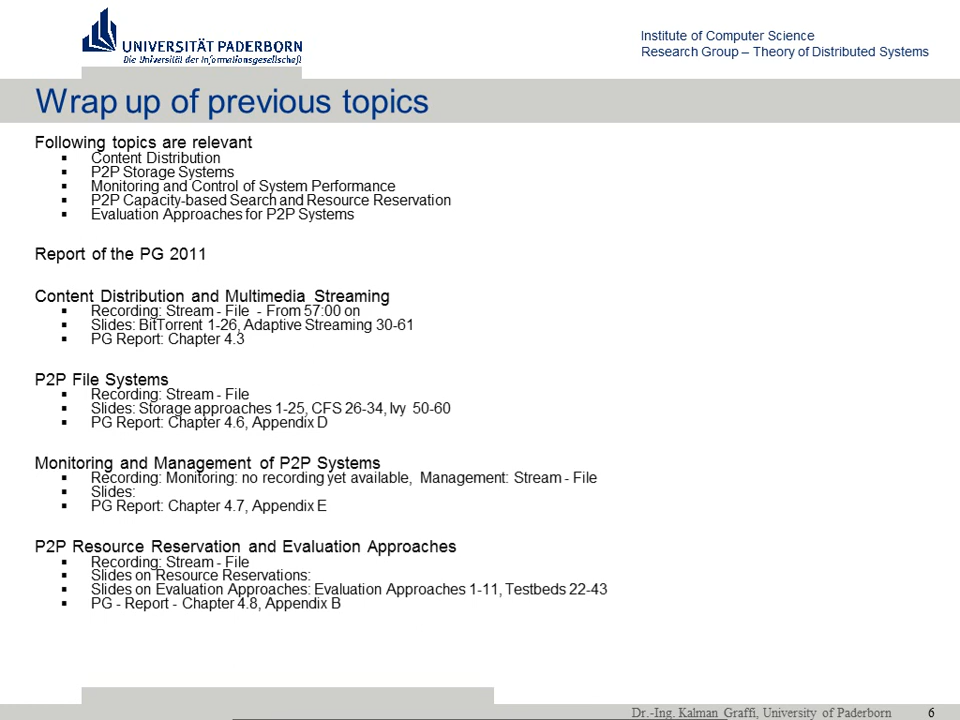 UNIVERSITÄT PADERBORN
Die Universität der Informationsgesellschaft
Institute of Computer Science
Research Group – Theory of Distributed Systems
Wrap up of previous topics
Following topics are relevant
Content Distribution
P2P Storage Systems
Monitoring and Control of System Performance
P2P Capacity-based Search and Resource Reservation
Evaluation Approaches for P2P Systems
Report of the PG 2011
Content Distribution and Multimedia Streaming
Recording: Stream - File - From 57:00 on
Slides: BitTorrent 1-26, Adaptive Streaming 30-61
PG Report: Chapter 4.3
P2P File Systems
Recording: Stream - File
Slides: Storage approaches 1-25, CFS 26-34, Ivy 50-60
PG Report: Chapter 4.6, Appendix D
Monitoring and Management of P2P Systems
Recording: Monitoring: no recording yet available, Management: Stream - File
Slides:
PG Report: Chapter 4.7, Appendix E
P2P Resource Reservation and Evaluation Approaches
Recording: Stream - File
Slides on Resource Reservations:
Slides on Evaluation Approaches: Evaluation Approaches 1-11, Testbeds 22-43
PG - Report - Chapter 4.8, Appendix B
Dr.-Ing. Kalman Graffi, University of Paderborn 6